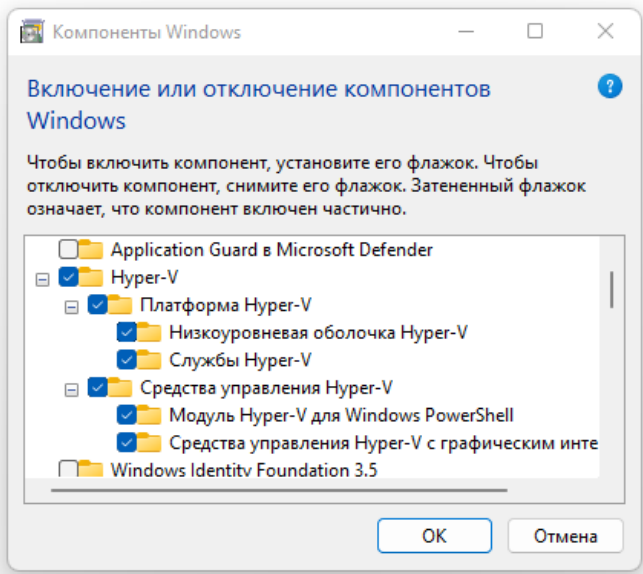 Компоненты Windows
Включение или отключение компонентов
Windows
Чтобы включить компонент, установите его флажок. Чтобы
отключить компонент, снимите его флажок. Затененный флажок
означает, что компонент включен частично.
Application Guard в Microsoft Defender
Hyper-V
Платформа Hyper-V
Низкоуровневая оболочка Hyper-V
Службы Hyper-V
Средства управления Hyper-V
Модуль Hyper-V для Windows PowerShell
Средства управления Hyper-V с графическим инте
Windows Identity Foundation 3.5
ОК
Отмена